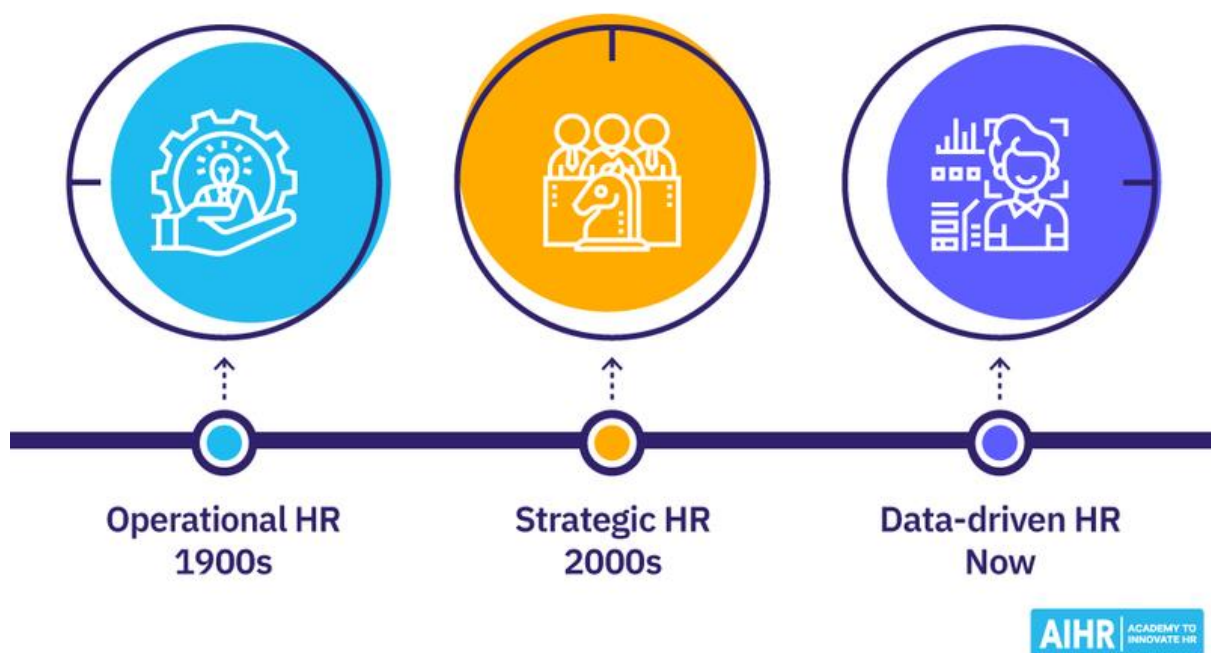 Operational HR
1900s
Strategic HR
2000s
Data-driven HR
Now
AIHR
ACADEMY TO
INNOVATE HR